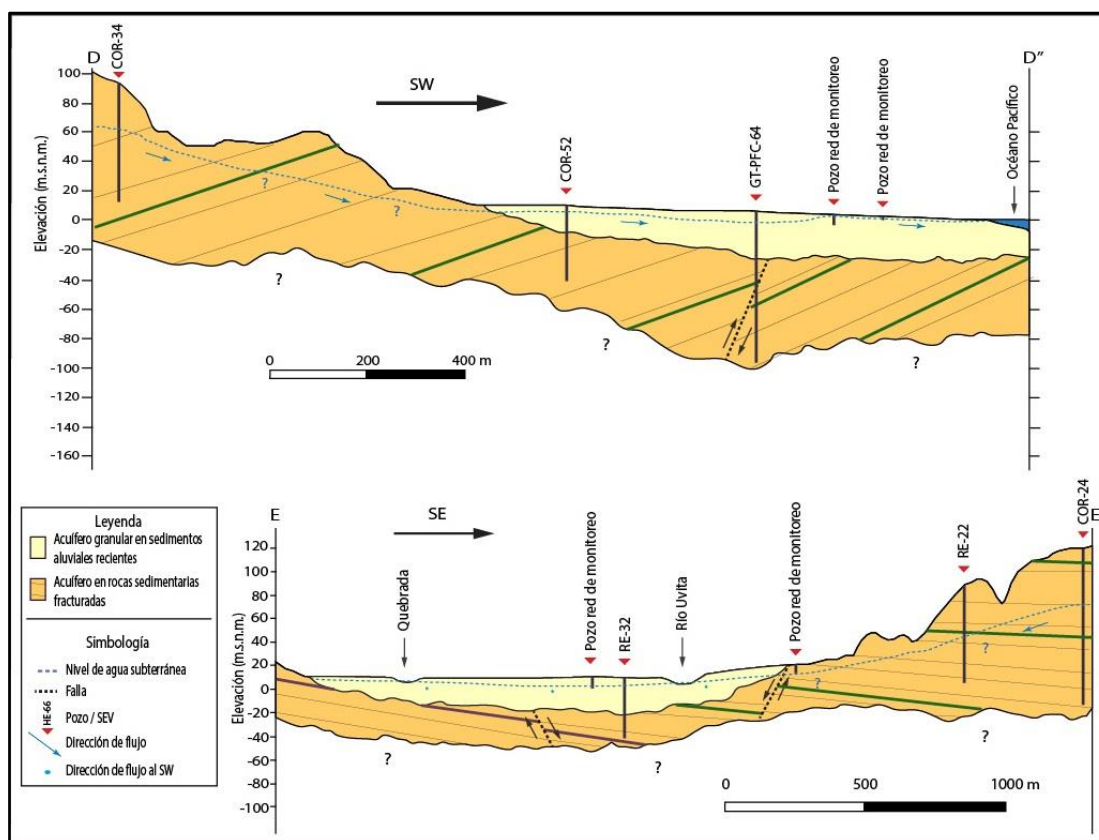 D
COR-34
SW
COR-52
GT-PFC-64
Pozo red de monitoreo
Pozo red de monitoreo
Océano Pacífico
D"
Elevación (m.s.n.m.)
100
80
60
40
20
0
-20
-40
-60
-80
-100
-120
-140
-160
?
?
?
?
?
0 200 400 m
Leyenda
Acuífero granular en sedimentos
aluviales recientes
Acuífero en rocas sedimentarias
fracturadas
Simbología
Nivel de agua subterránea
Falla
HE-66
Pozo / SEV
Dirección de flujo
Dirección de flujo al SW
E
SE
Quebrada
Pozo red de monitoreo
RE-32
Río Uvita
Pozo red de monitoreo
RE-22
COR-24
E
Elevación (m.s.n.m.)
120
100
80
60
40
20
0
-20
-40
-60
-80
-100
?
?
?
?
?
0 500 1000 m